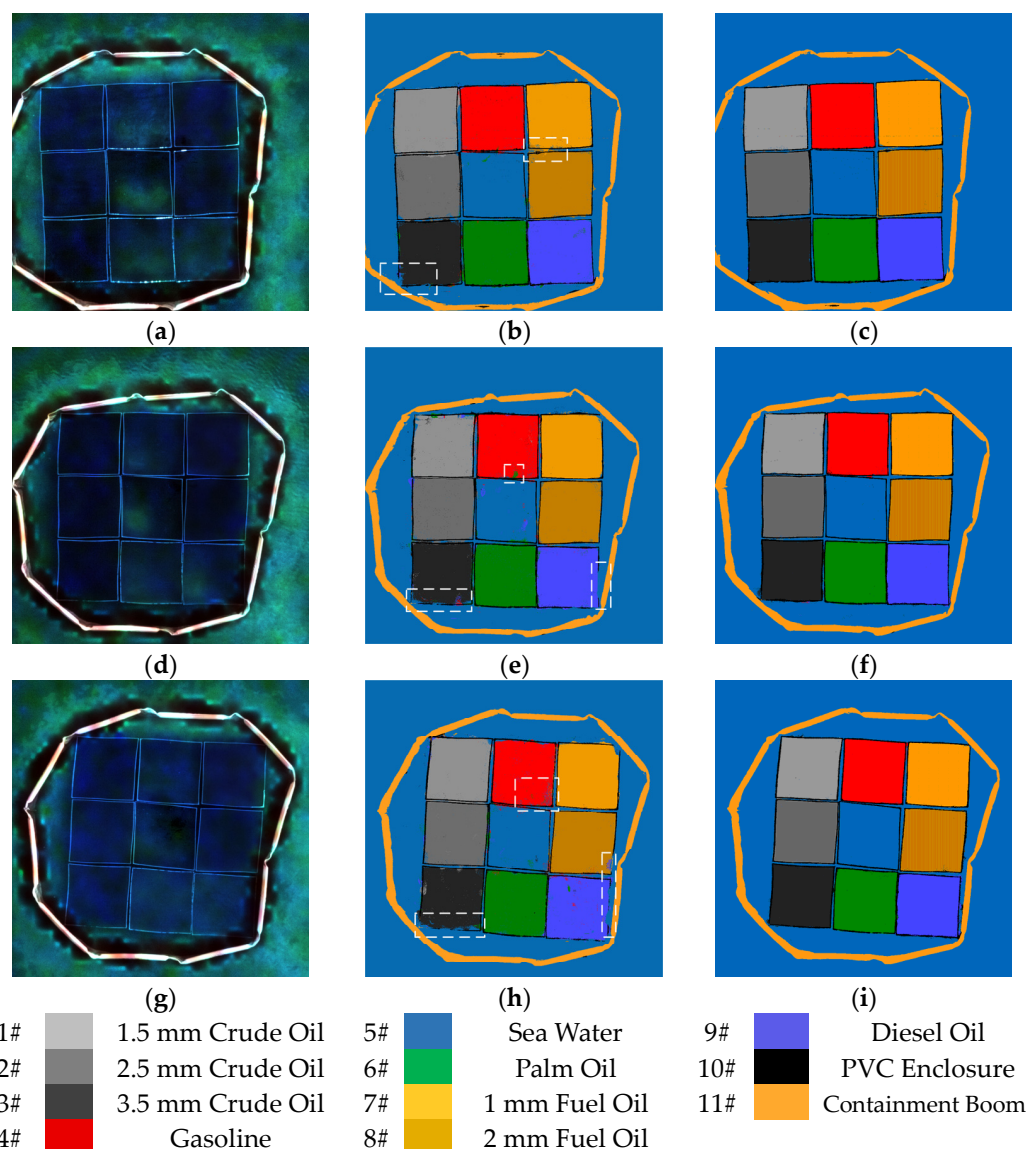 (a) (b) (c)
(d) (e) (f)
(g) (h) (i)
1# 1.5 mm Crude Oil 5# Sea Water 9# Diesel Oil
2# 2.5 mm Crude Oil 6# Palm Oil 10# PVC Enclosure
3# 3.5 mm Crude Oil 7# 1 mm Fuel Oil 11# Containment Boom
4# Gasoline 8# 2 mm Fuel Oil